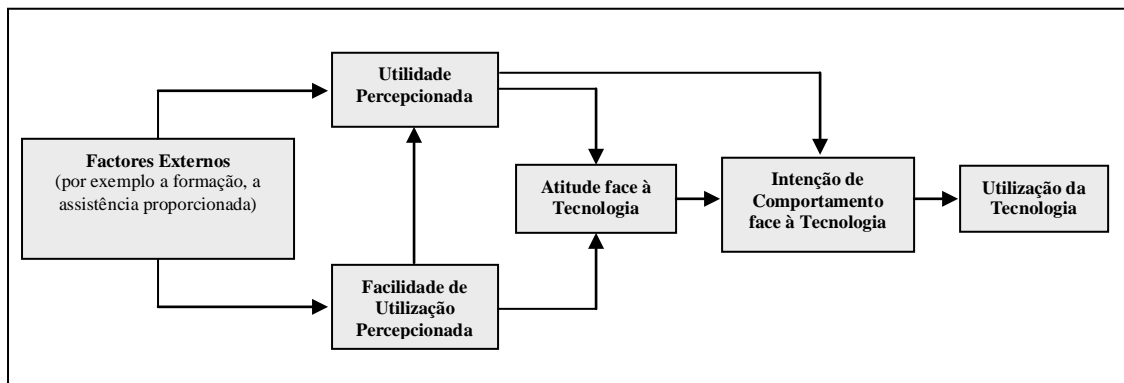 Utilidade
Percepcionada
Factores Externos
(por exemplo a formação, a
assistência proporcionada)
Atitude face à
Tecnologia
Intenção de
Comportamento
face à Tecnologia
Utilização da
Tecnologia
Facilidade de
Utilização
Percepcionada